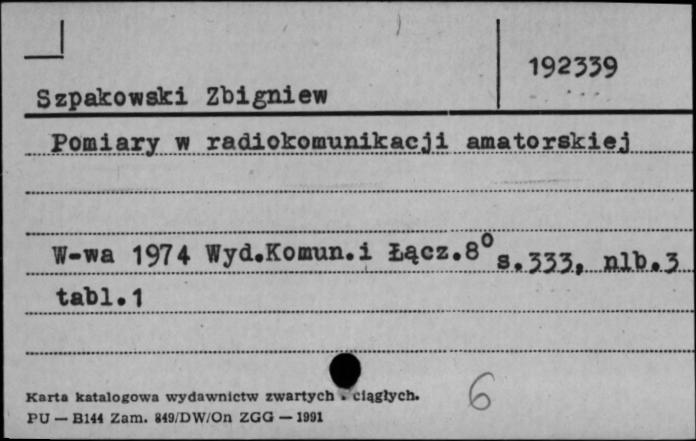 192339
Szpakowski Zbigniew
Pomiary w radiokomunikacji amatorskiej
W-wa 1974 Wyd.Komun.i Łącz.8° s.333, nlb.3
tabl.1
Karta katalogowa wydawnictw zwartych i ciągłych.
PU — B144 Zam. 849/DW/On ZGG — 1991
6